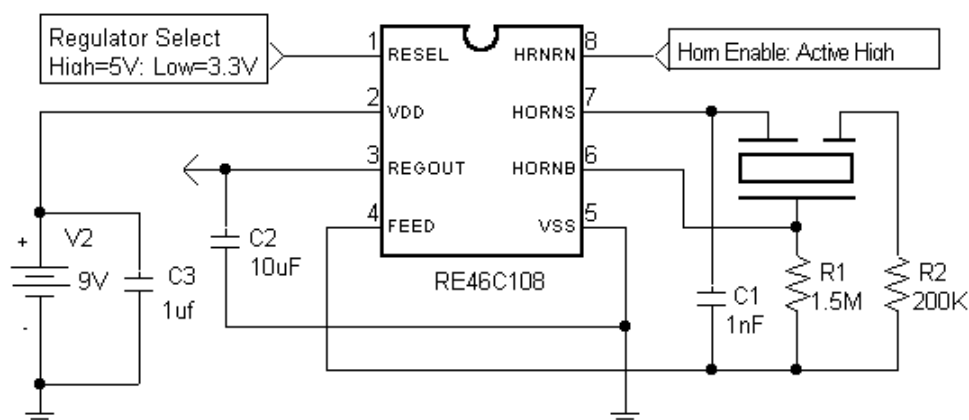 Regulator Select
High=5V: Low=3.3V
1
RESEL
HRNRN
8
Horn Enable: Active High
2
VDD
HORNS
7
3
REGOUT
HORNB
6
4
FEED
VSS
5
RE46C108
+
V2
9V
-
C3
1uf
C2
10uF
C1
1nF
R1
1.5M
R2
200K